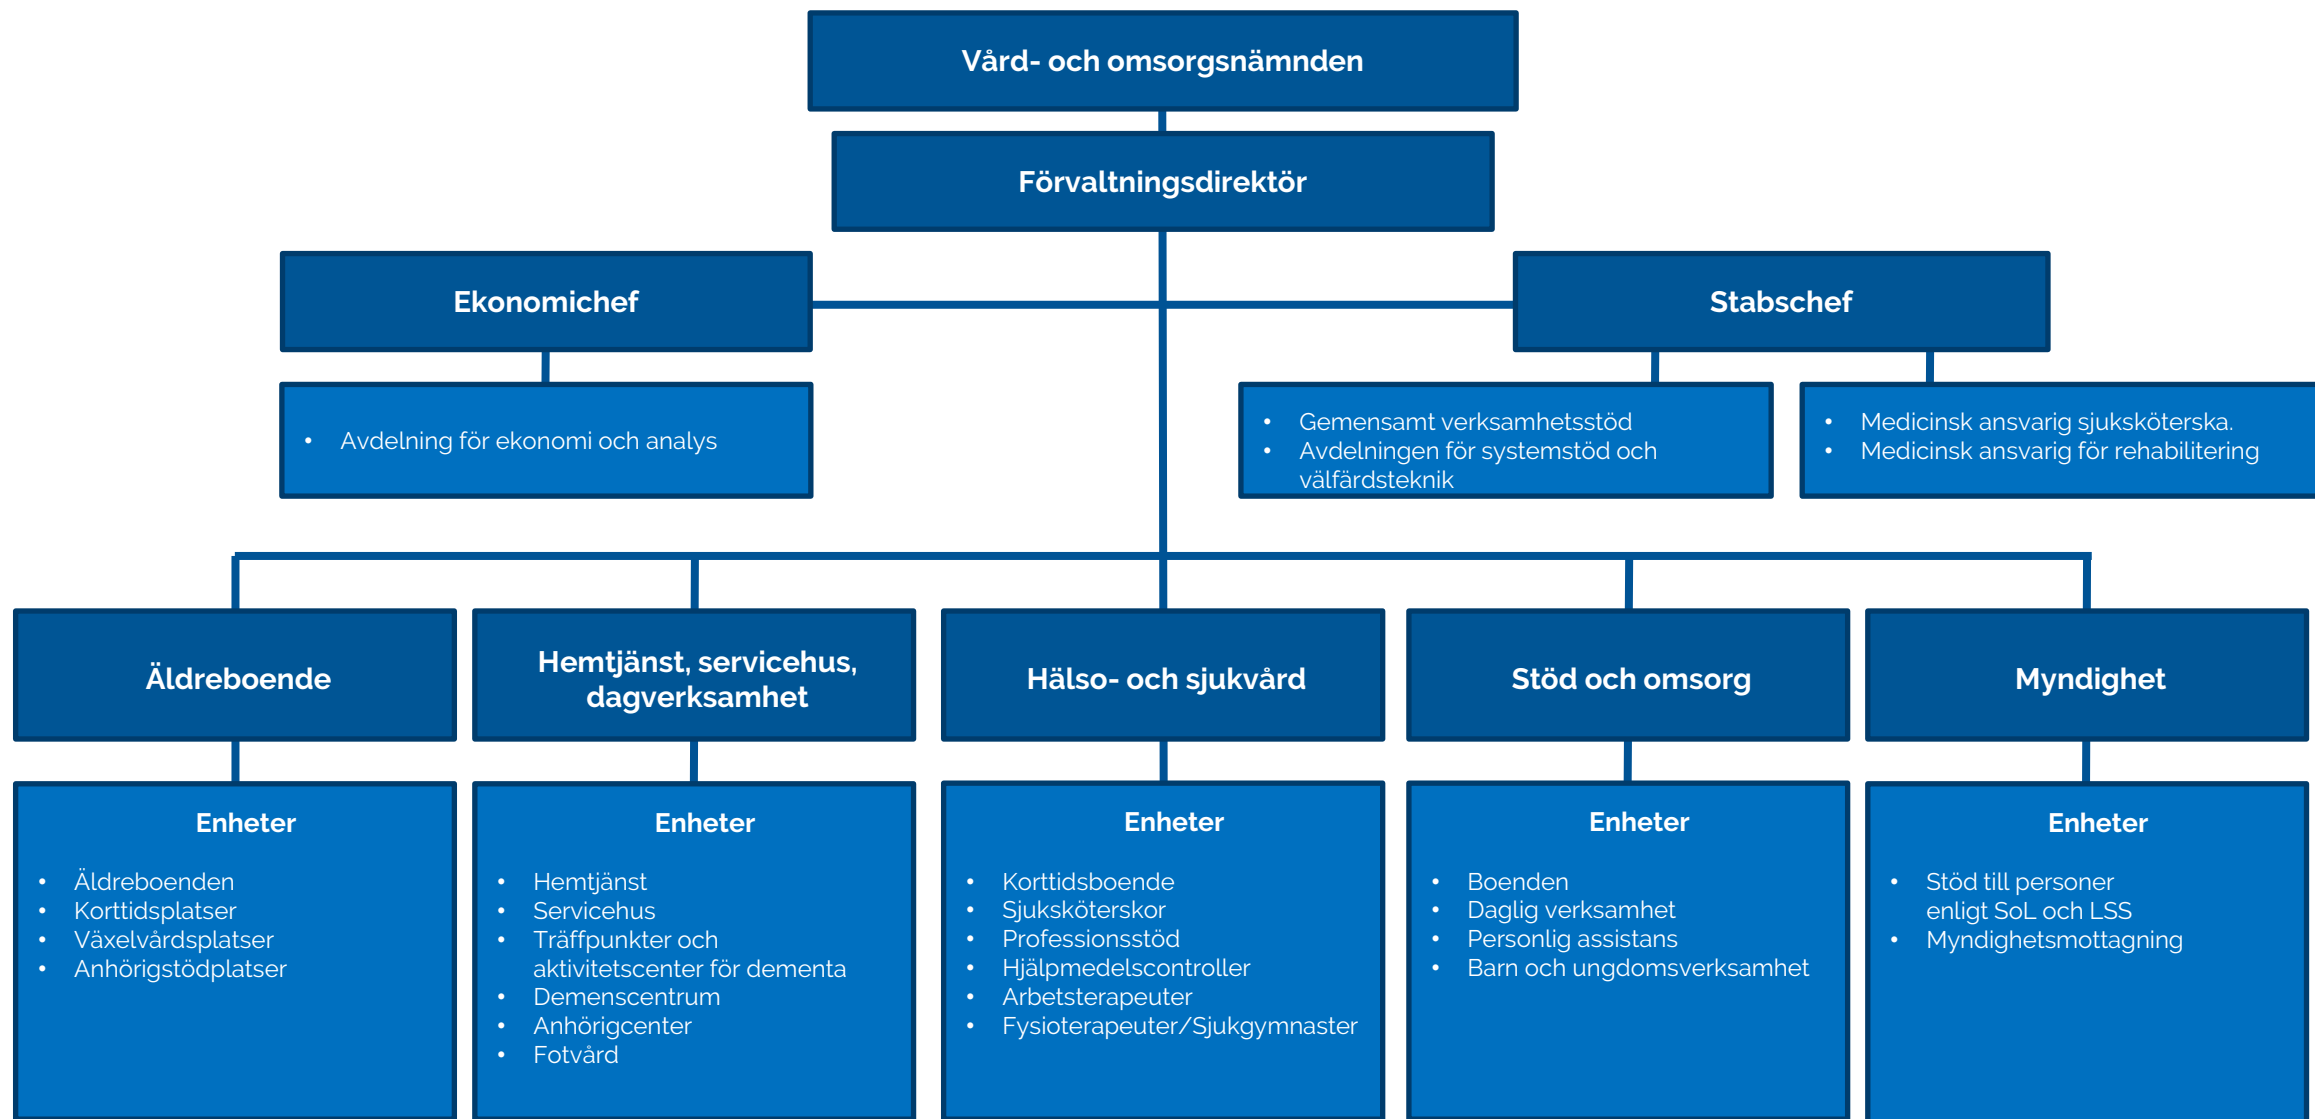 Vård- och omsorgsnämnden
Förvaltningsdirektör
Ekonomichef
Stabschef
• Avdelning för ekonomi och analys
• Gemensamt verksamhetsstöd
• Avdelningen för systemstöd och
välfärdsteknik
• Medicinsk ansvarig sjuksköterska.
• Medicinsk ansvarig för rehabilitering
Äldreboende
Hemtjänst, servicehus,
dagverksamhet
Hälso- och sjukvård
Stöd och omsorg
Myndighet
Enheter
• Äldreboenden
• Korttidsplatser
• Växelvårdsplatser
• Anhörigstödplatser
Enheter
• Hemtjänst
• Servicehus
• Träffpunkter och
aktivitetscenter för dementa
• Demenscentrum
• Anhörigcenter
• Fotvård
Enheter
• Korttidsboende
• Sjuksköterskor
• Professionsstöd
• Hjälpmedelscontroller
• Arbetsterapeuter
• Fysioterapeuter/Sjukgymnaster
Enheter
• Boenden
• Daglig verksamhet
• Personlig assistans
• Barn och ungdomsverksamhet
Enheter
• Stöd till personer
enligt SoL och LSS
• Myndighetsmottagning